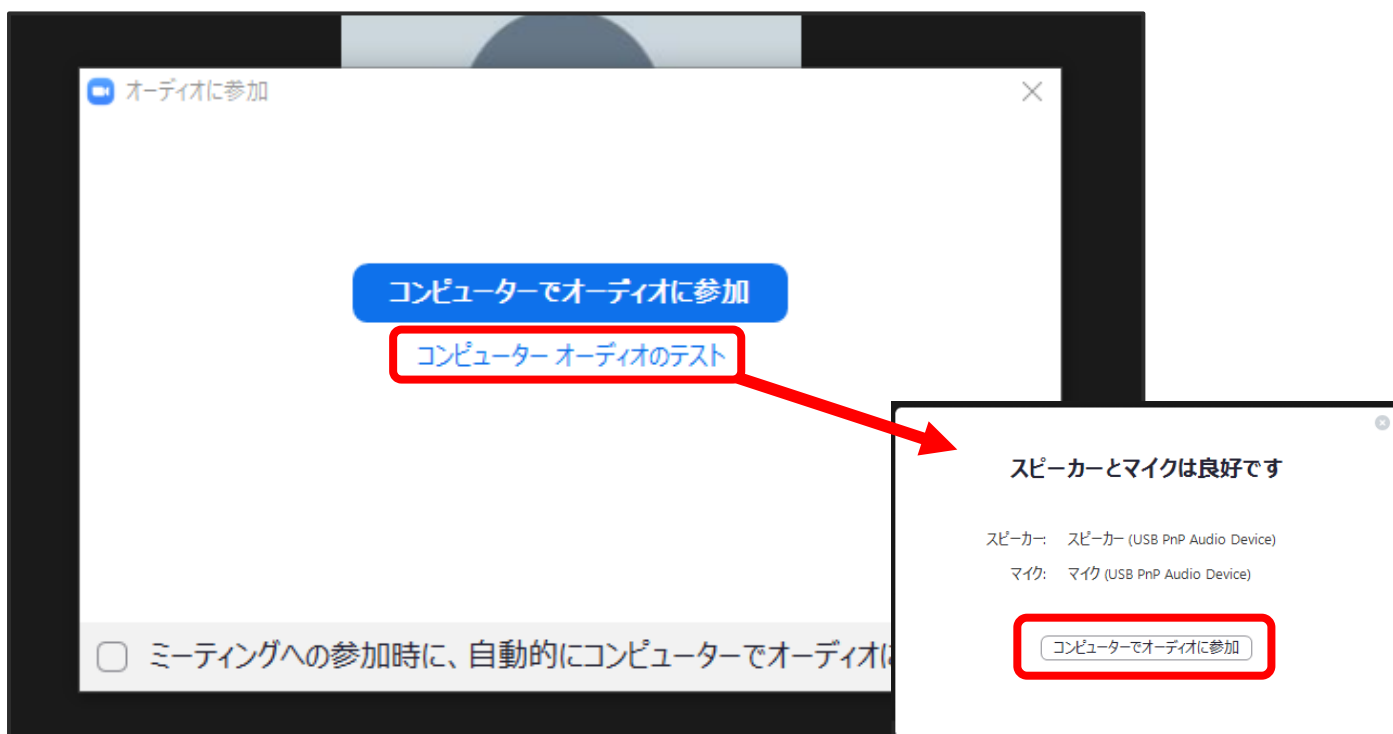 オーディオに参加
コンピューターでオーディオに参加
コンピューター オーディオのテスト
ミーティングへの参加時に、自動的にコンピューターでオーディオに
スピーカーとマイクは良好です
スピーカー: スピーカー (USB PnP Audio Device)
マイク: マイク (USB PnP Audio Device)
コンピューターでオーディオに参加